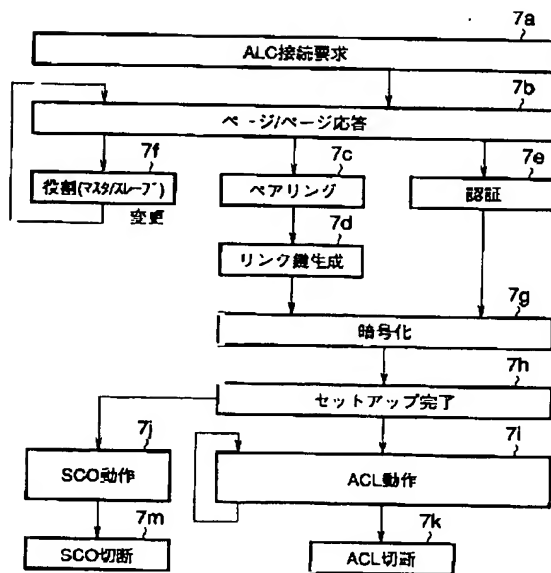 7a
ALC接続要求
7b
ページ/ページ応答
7f
役割(マスタ/スレーブ)
変更
7c
ペアリング
7e
認証
7d
リンク鍵生成
7g
暗号化
7h
セットアップ完了
7j
SCO動作
7i
ACL動作
7m
SCO切断
7k
ACL切断